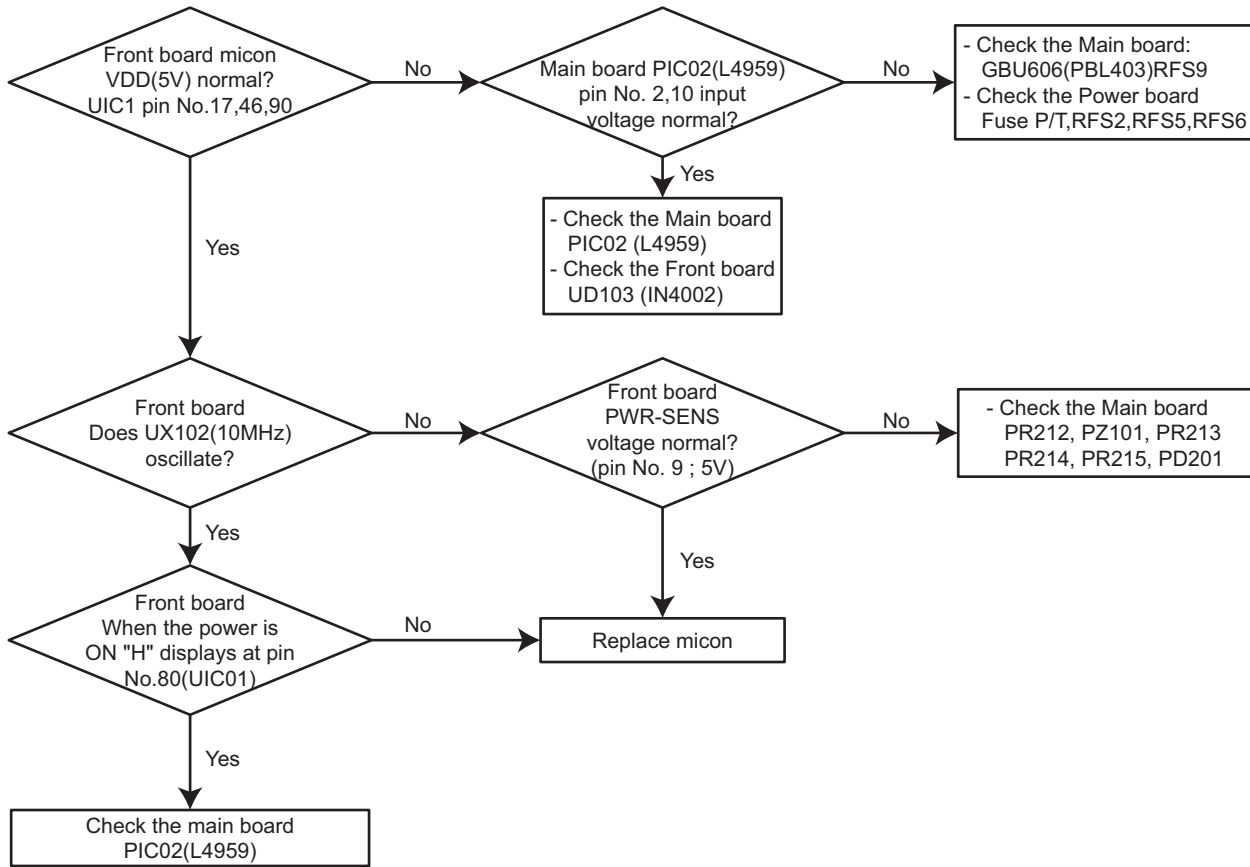 Front board micon
VDD(5V) normal?
UIC1 pin No.17,46,90
No
Main board PIC02(L4959)
pin No. 2,10 input
voltage normal?
No
- Check the Main board:
GBU606(PBL403)RFS9
- Check the Power board
Fuse P/T,RFS2,RFS5,RFS6
Yes
- Check the Main board
PIC02 (L4959)
- Check the Front board
UD103 (IN4002)
Yes
Front board
Does UX102(10MHz)
oscillate?
No
Front board
PWR-SENS
voltage normal?
(pin No. 9 ; 5V)
No
- Check the Main board
PR212, PZ101, PR213
PR214, PR215, PD201
Yes
Yes
Front board
When the power is
ON "H" displays at pin
No.80(UIC01)
No
Replace micon
Yes
Check the main board
PIC02(L4959)